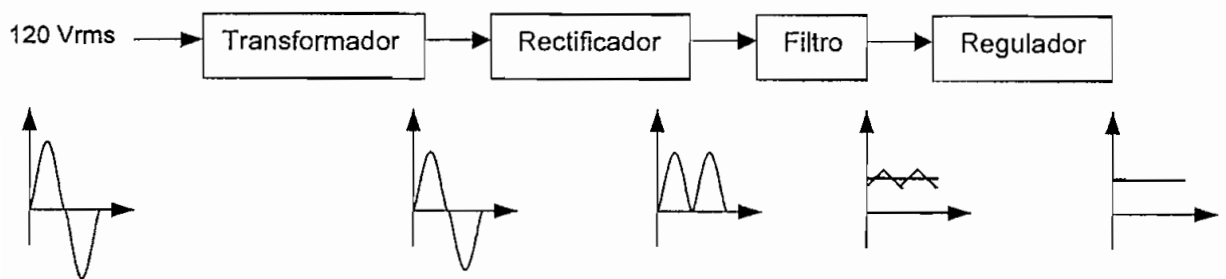 120 Vrms
Transformador
Rectificador
Filtro
Regulador